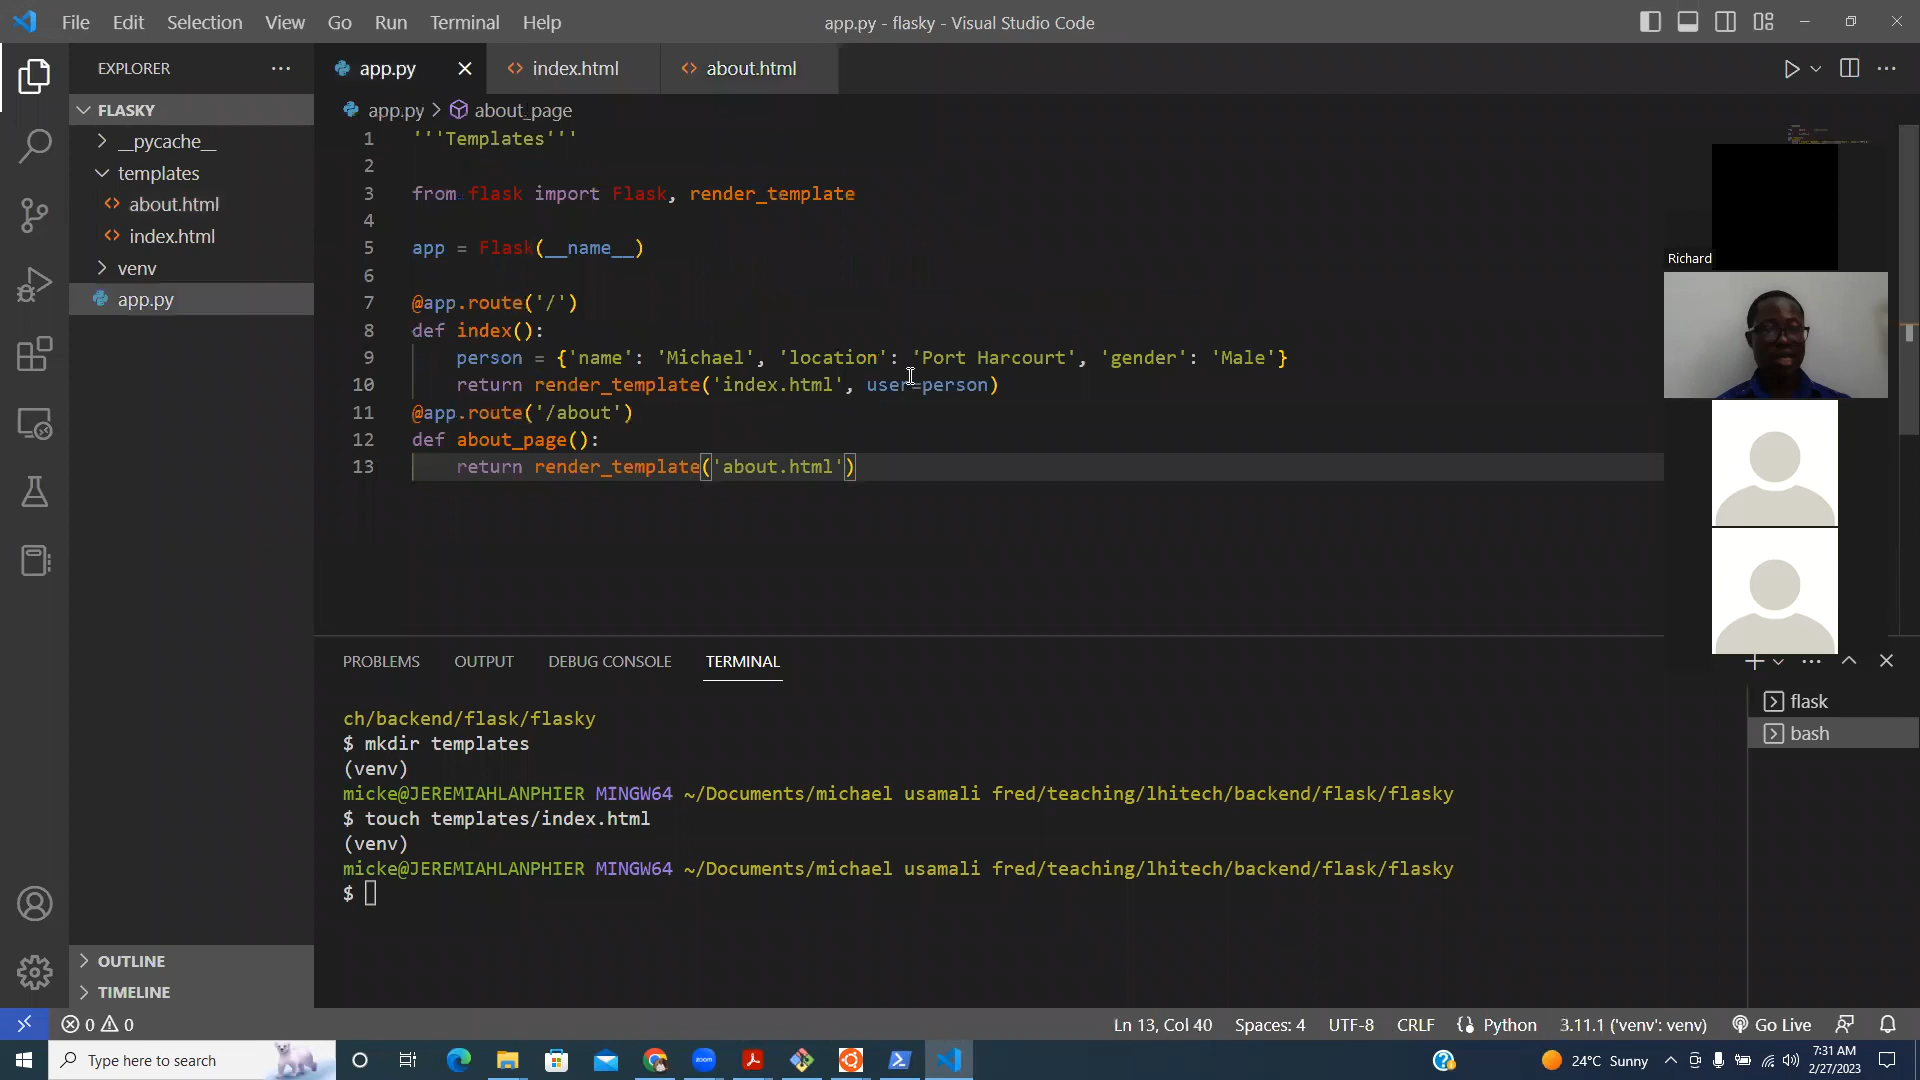 File Edit Selection View Go Run Terminal Help
app.py - flasky - Visual Studio Code
EXPLORER
app.py
index.html
about.html
FLASKY
__pycache__
templates
about.html
index.html
venv
app.py
app.py > about_page
1 '''Templates'''
2
3 from flask import Flask, render_template
4
5 app = Flask(__name__)
6
7 @app.route('/')
8 def index():
9 person = {'name': 'Michael', 'location': 'Port Harcourt', 'gender': 'Male'}
10 return render_template('index.html', user=person)
11 @app.route('/about')
12 def about_page():
13 return render_template('about.html')
Richard
PROBLEMS OUTPUT DEBUG CONSOLE TERMINAL
ch/backend/flask/flasky
$ mkdir templates
(venv)
micke@JEREMIAHLANPHIER MINGW64 ~/Documents/michael usamali fred/teaching/lhitech/backend/flask/flasky
$ touch templates/index.html
(venv)
micke@JEREMIAHLANPHIER MINGW64 ~/Documents/michael usamali fred/teaching/lhitech/backend/flask/flasky
$
flask
bash
OUTLINE
TIMELINE
0 0
Ln 13, Col 40 Spaces: 4 UTF-8 CRLF Python 3.11.1 ('venv': venv) Go Live
Type here to search
zoom
24°C Sunny
7:31 AM
2/27/2023